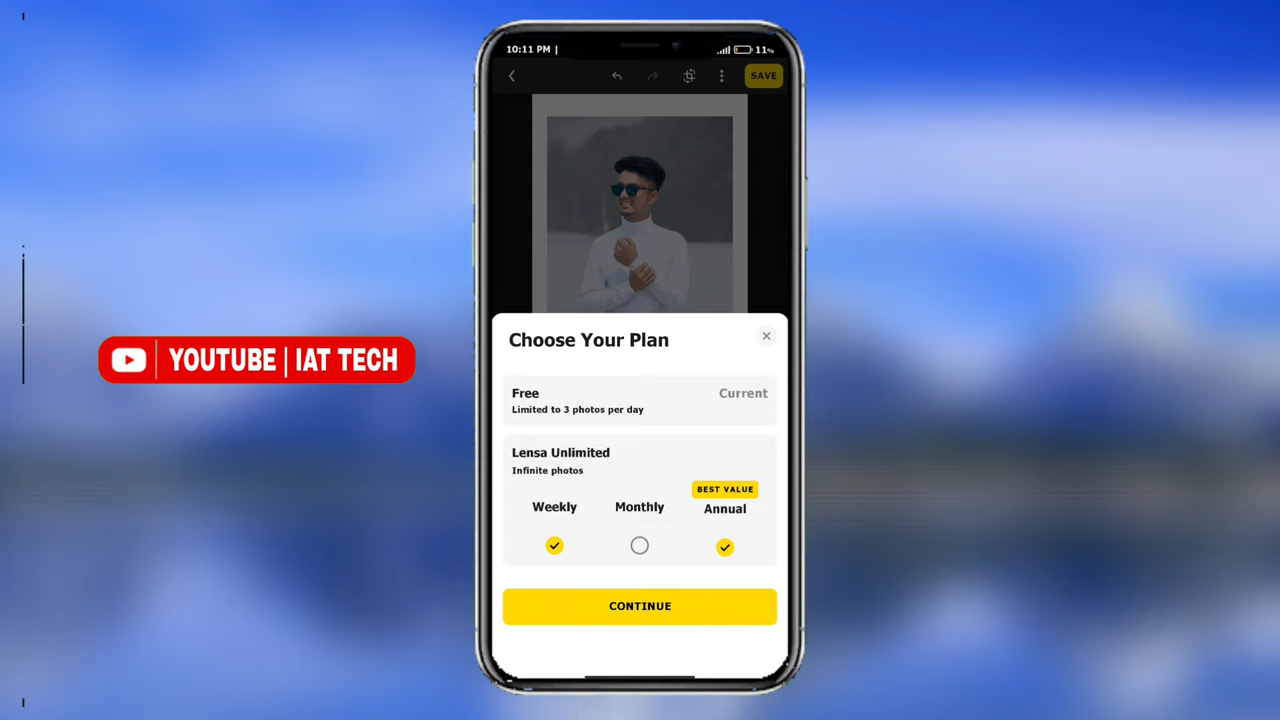 10:11 PM |
11%
SAVE
YOUTUBE | IAT TECH
Choose Your Plan
Free
Current
Limited to 3 photos per day
Lensa Unlimited
Infinite photos
BEST VALUE
Weekly Monthly Annual
CONTINUE